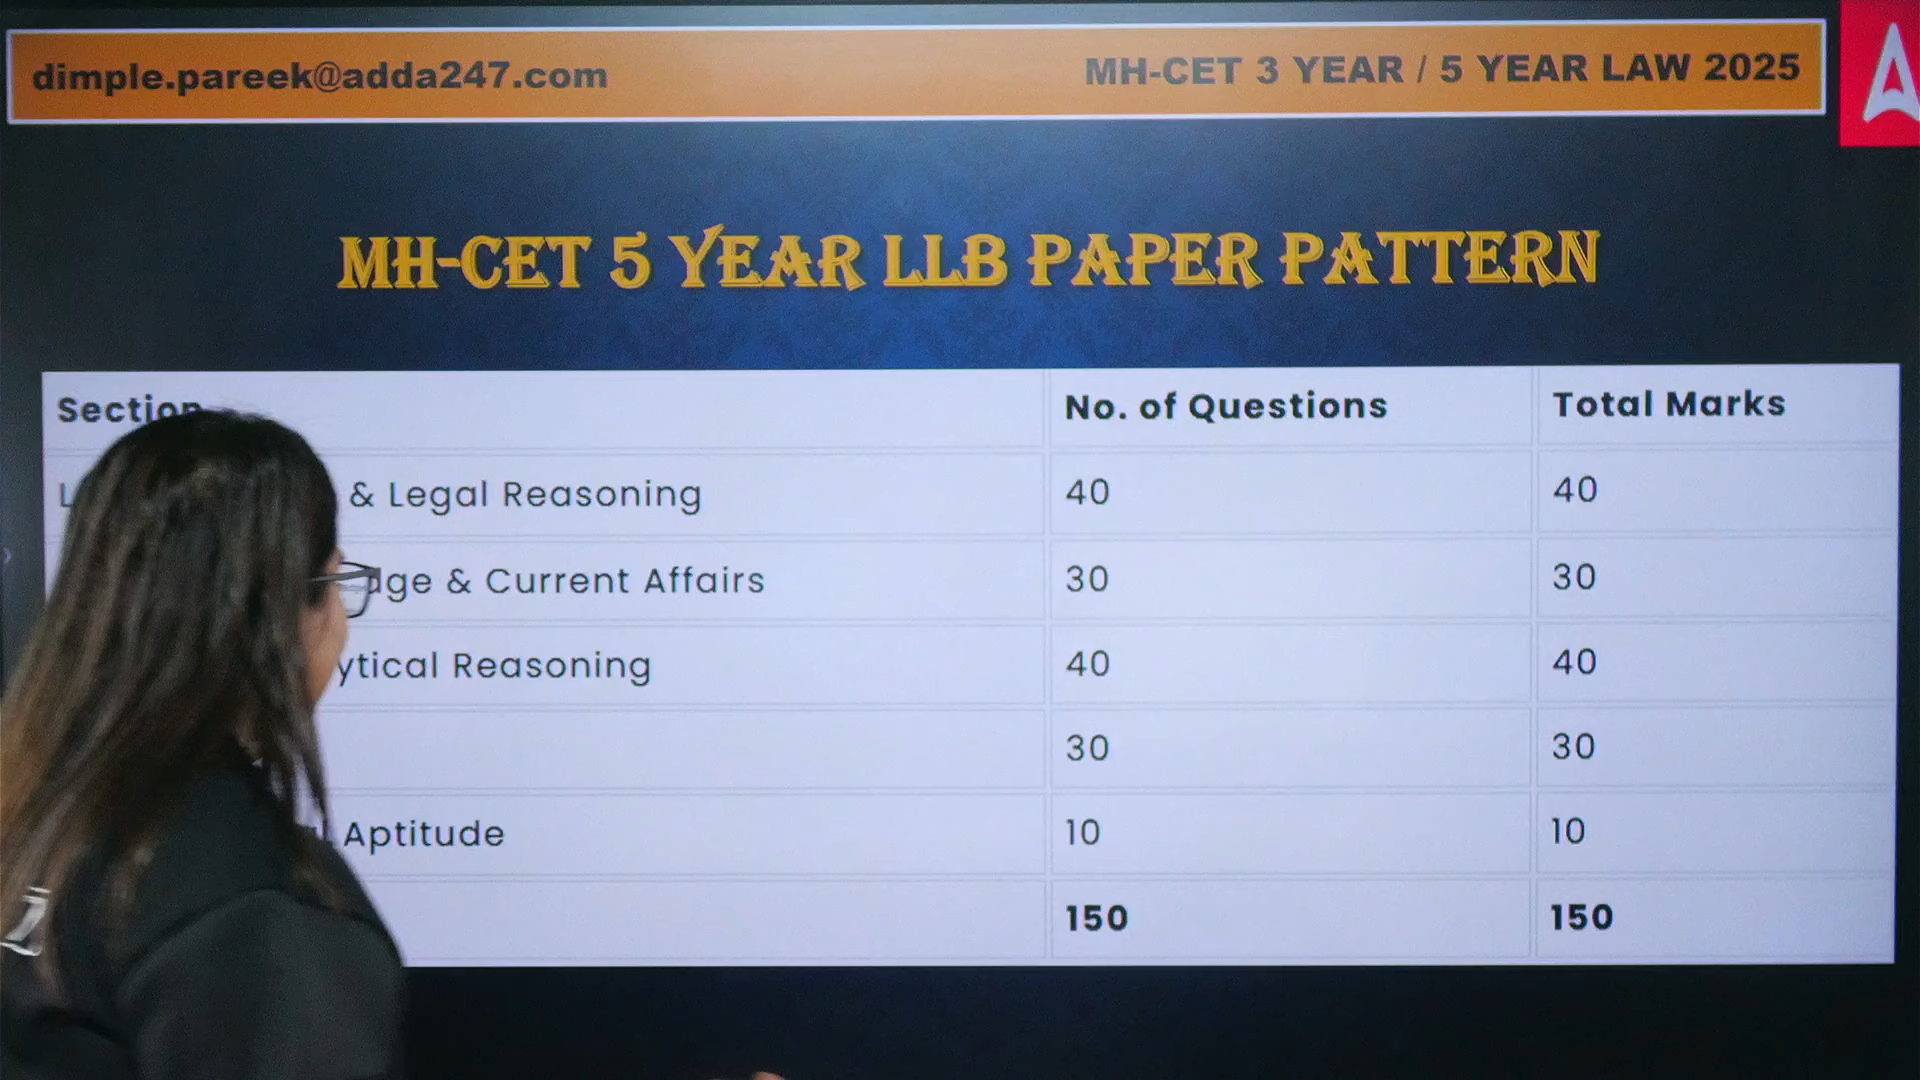 dimple.pareek@adda247.com
MH-CET 3 YEAR / 5 YEAR LAW 2025
MH-CET 5 YEAR LLB PAPER PATTERN
Section No. of Questions Total Marks
& Legal Reasoning 40 40
& Current Affairs 30 30
Reasoning 40 40
30 30
Aptitude 10 10
150 150